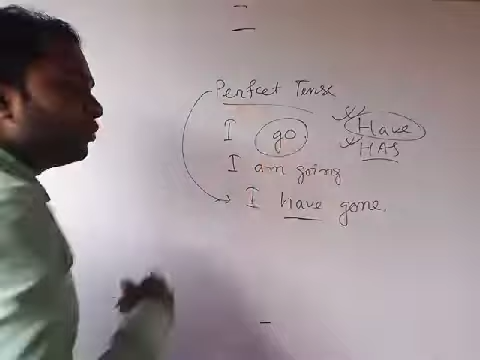 Perfect Tense
I go
Have
HAS
I am going
I Have gone.